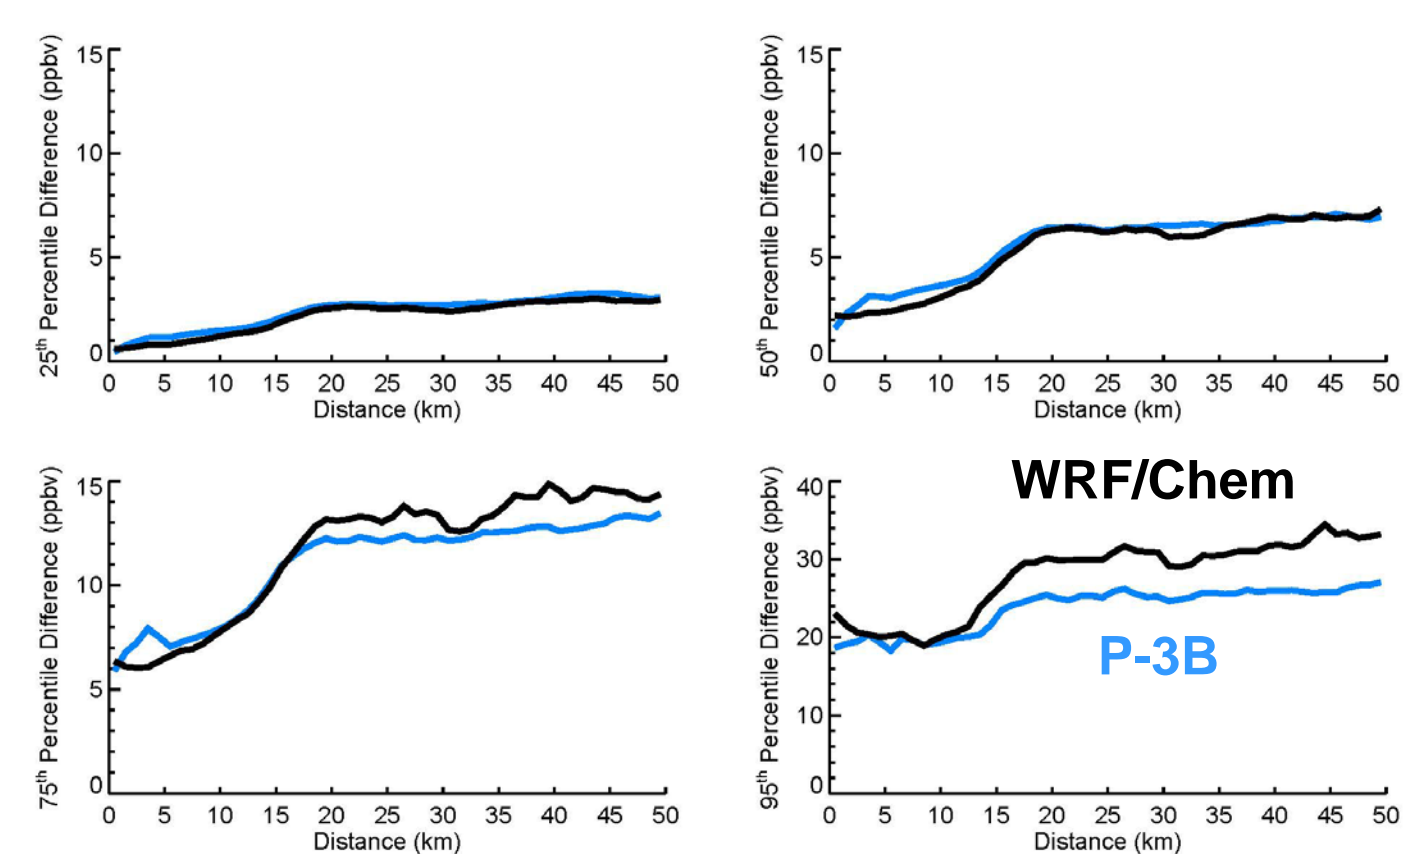 25th Percentile Difference (ppbv)
15
10
5
0
0 5 10 15 20 25 30 35 40 45 50
Distance (km)
50th Percentile Difference (ppbv)
15
10
5
0
0 5 10 15 20 25 30 35 40 45 50
Distance (km)
75th Percentile Difference (ppbv)
15
10
5
0
0 5 10 15 20 25 30 35 40 45 50
Distance (km)
95th Percentile Difference (ppbv)
40
30
20
10
0
WRF/Chem
P-3B
0 5 10 15 20 25 30 35 40 45 50
Distance (km)